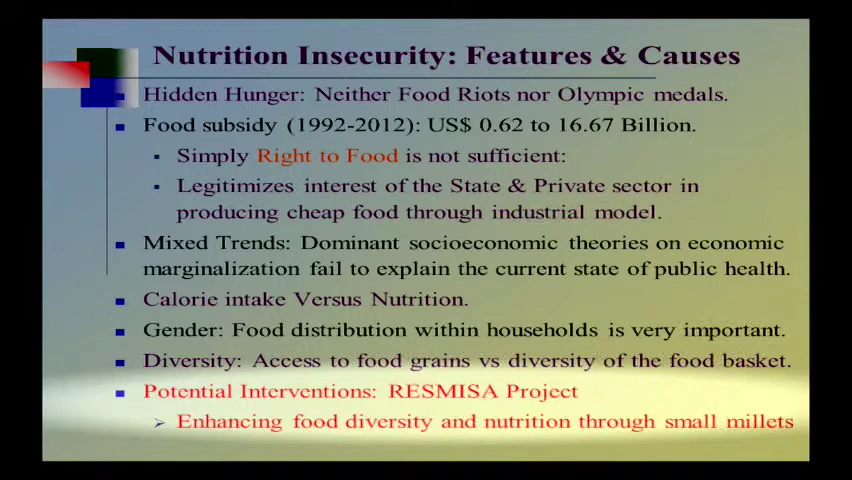 Nutrition Insecurity: Features & Causes
Hidden Hunger: Neither Food Riots nor Olympic medals.
Food subsidy (1992-2012): US$ 0.62 to 16.67 Billion.
Simply Right to Food is not sufficient:
Legitimizes interest of the State & Private sector in
producing cheap food through industrial model.
Mixed Trends: Dominant socioeconomic theories on economic
marginalization fail to explain the current state of public health.
Calorie intake Versus Nutrition.
Gender: Food distribution within households is very important.
Diversity: Access to food grains vs diversity of the food basket.
Potential Interventions: RESMISA Project
Enhancing food diversity and nutrition through small millets